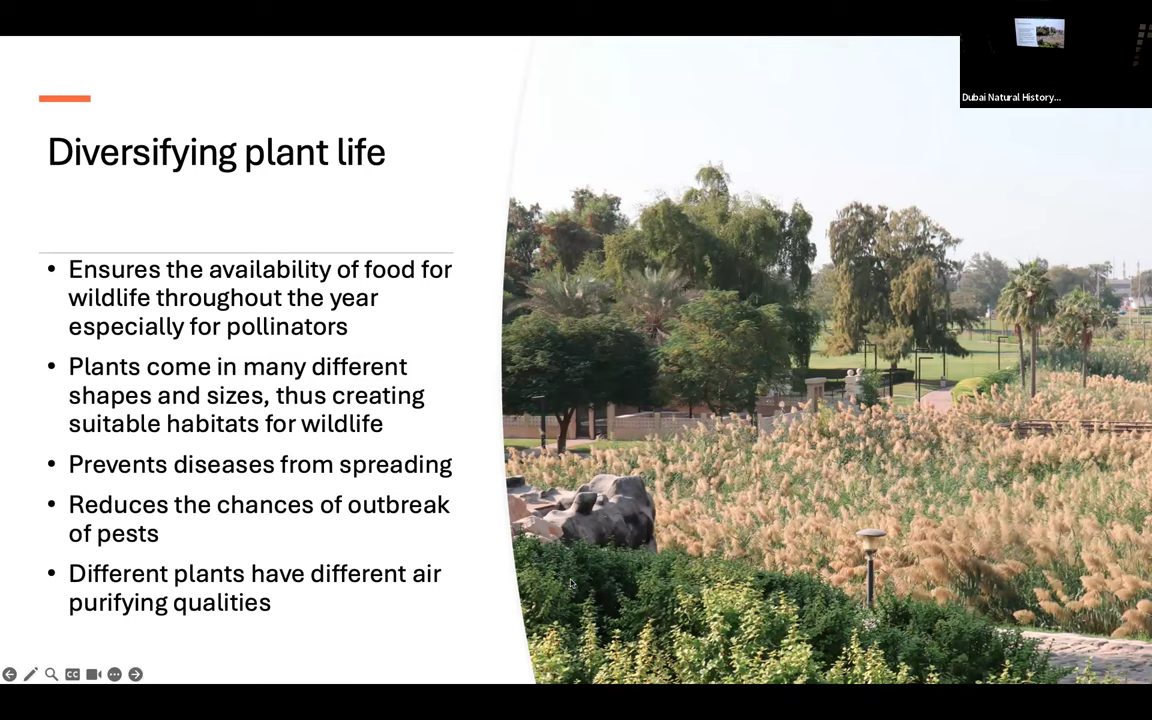 Dubai Natural History...
Diversifying plant life
• Ensures the availability of food for
wildlife throughout the year
especially for pollinators
• Plants come in many different
shapes and sizes, thus creating
suitable habitats for wildlife
• Prevents diseases from spreading
• Reduces the chances of outbreak
of pests
• Different plants have different air
purifying qualities
CC